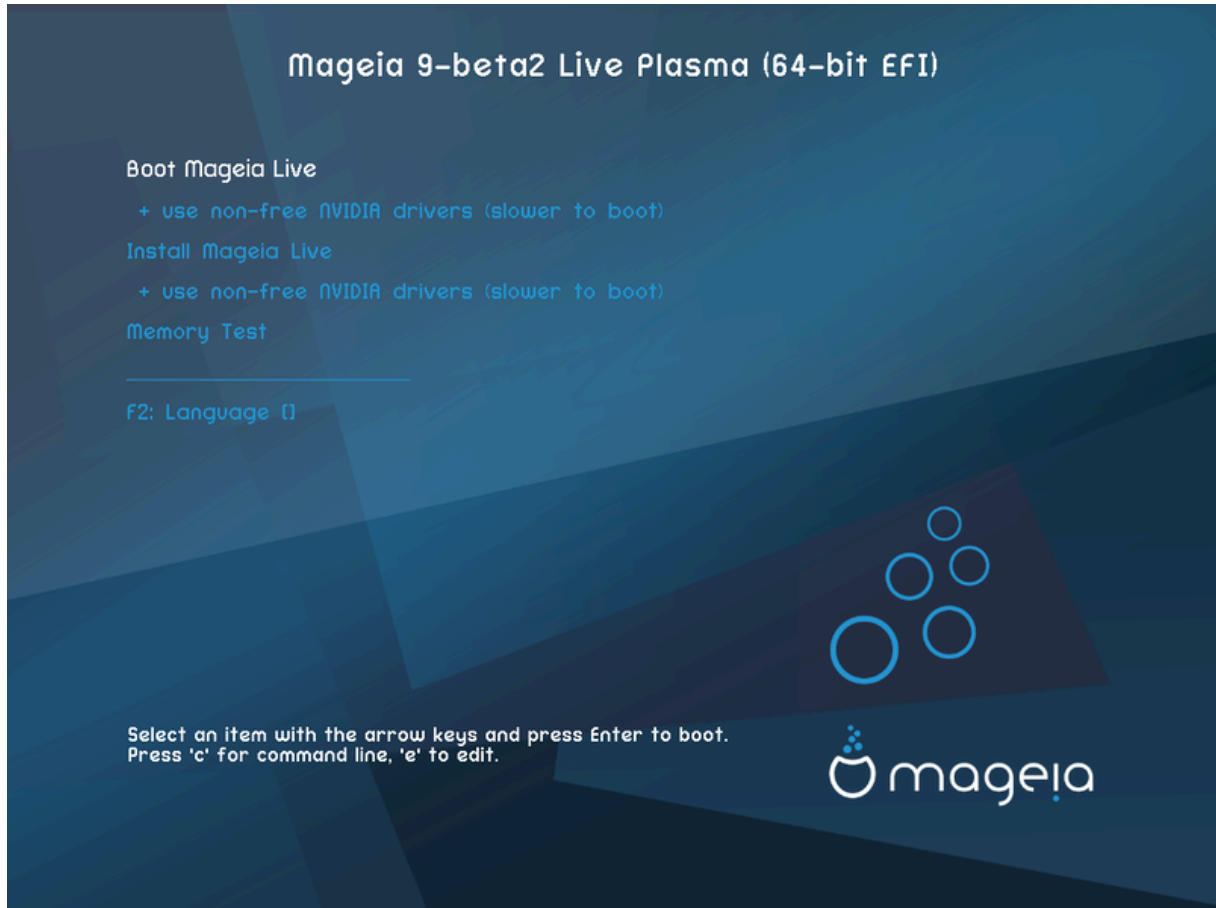 Mageia 9-beta2 Live Plasma (64-bit EFI)
Boot Mageia Live
+ use non-free NVIDIA drivers (slower to boot)
Install Mageia Live
+ use non-free NVIDIA drivers (slower to boot)
Memory Test
F2: Language []
Select an item with the arrow keys and press Enter to boot.
Press 'c' for command line, 'e' to edit.
mageia